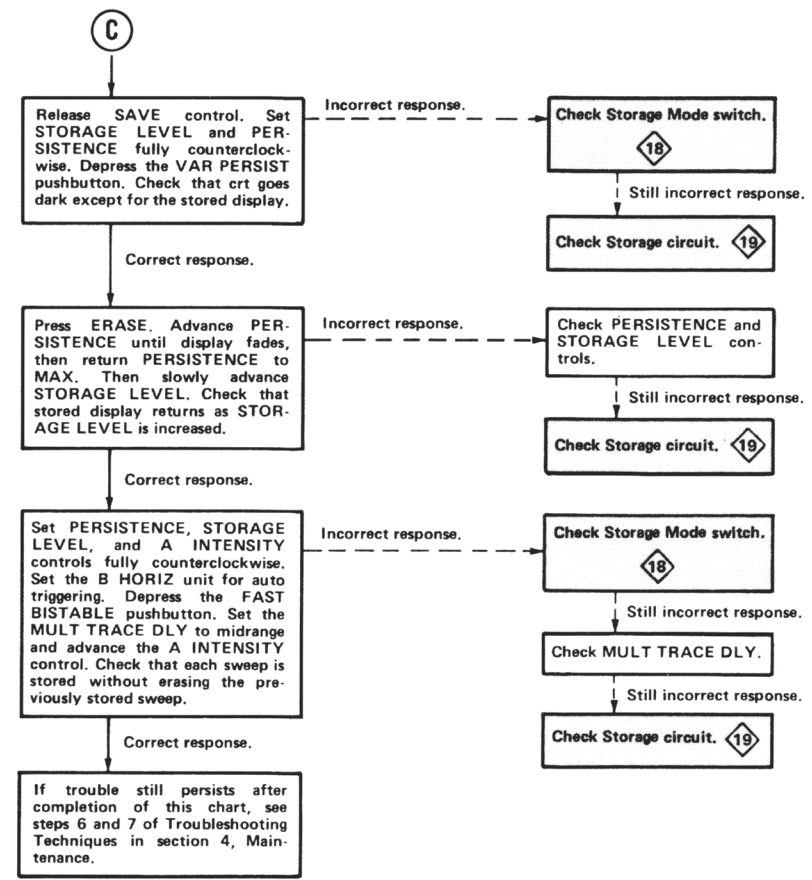 C
Release SAVE control. Set
STORAGE LEVEL and PER-
SISTENCE fully counterclock-
wise. Depress the VAR PERSIST
pushbutton. Check that crt goes
dark except for the stored display.
Incorrect response.
Check Storage Mode switch.
18
Still incorrect response.
Check Storage circuit. 19
Correct response.
Press ERASE. Advance PER-
SISTENCE until display fades,
then return PERSISTENCE to
MAX. Then slowly advance
STORAGE LEVEL. Check that
stored display returns as STOR-
AGE LEVEL is increased.
Incorrect response.
Check PERSISTENCE and
STORAGE LEVEL con-
trols.
Still incorrect response.
Check Storage circuit. 19
Correct response.
Set PERSISTENCE, STORAGE
LEVEL, and A INTENSITY
controls fully counterclockwise.
Set the B HORIZ unit for auto
triggering. Depress the FAST
BISTABLE pushbutton. Set the
MULT TRACE DLY to midrange
and advance the A INTENSITY
control. Check that each sweep is
stored without erasing the pre-
viously stored sweep.
Incorrect response.
Check Storage Mode switch.
18
Still incorrect response.
Check MULT TRACE DLY.
Still incorrect response.
Check Storage circuit. 19
Correct response.
If trouble still persists after
completion of this chart, see
steps 6 and 7 of Troubleshooting
Techniques in section 4, Main-
tenance.